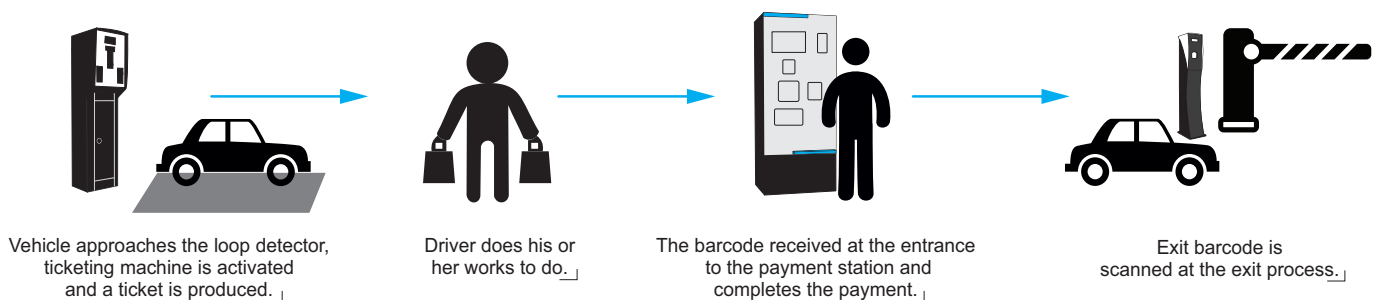 Vehicle approaches the loop detector,
ticketing machine is activated
and a ticket is produced.
Driver does his or
her works to do.
The barcode received at the entrance
to the payment station and
completes the payment.
Exit barcode is
scanned at the exit process.